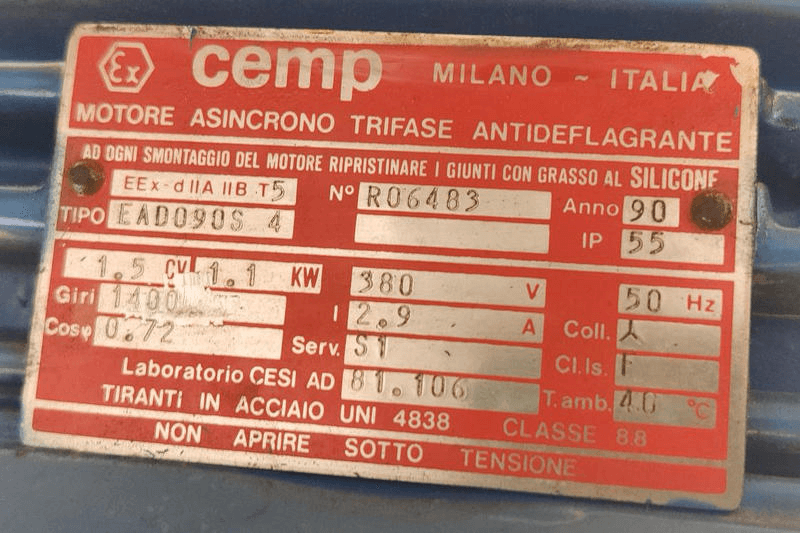 Ex cemp MILANO ~ ITALIA
MOTORE ASINCRONO TRIFASE ANTIDEFLAGRANTE
AD OGNI SMONTAGGIO DEL MOTORE RIPRISTINARE I GIUNTI CON GRASSO AL SILICONE
EEx-d IIA IIB T5 N° R06483 Anno 90
TIPO EAD090S 4 IP 55
1.5 CV 1.1 KW 380 V 50 Hz
Giri 1400 I 2.9 A Coll. ⅄
Cosφ 0.72 Serv. S1 Cl.Is. F
Laboratorio CESI AD 81.106 T.amb. 40 °C
TIRANTI IN ACCIAIO UNI 4838 CLASSE 8.8
NON APRIRE SOTTO TENSIONE